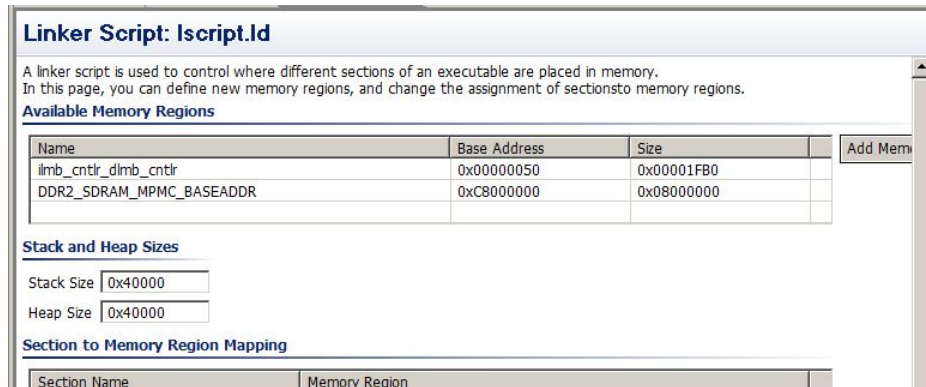 Linker Script: lscript.ld
A linker script is used to control where different sections of an executable are placed in memory.
In this page, you can define new memory regions, and change the assignment of sectionsto memory regions.
Available Memory Regions
Name Base Address Size
ilmb_cntlr_dlmb_cntlr 0x00000050 0x00001FB0
DDR2_SDRAM_MPMC_BASEADDR 0xC8000000 0x08000000
Add Mem
Stack and Heap Sizes
Stack Size 0x40000
Heap Size 0x40000
Section to Memory Region Mapping
Section Name Memory Region